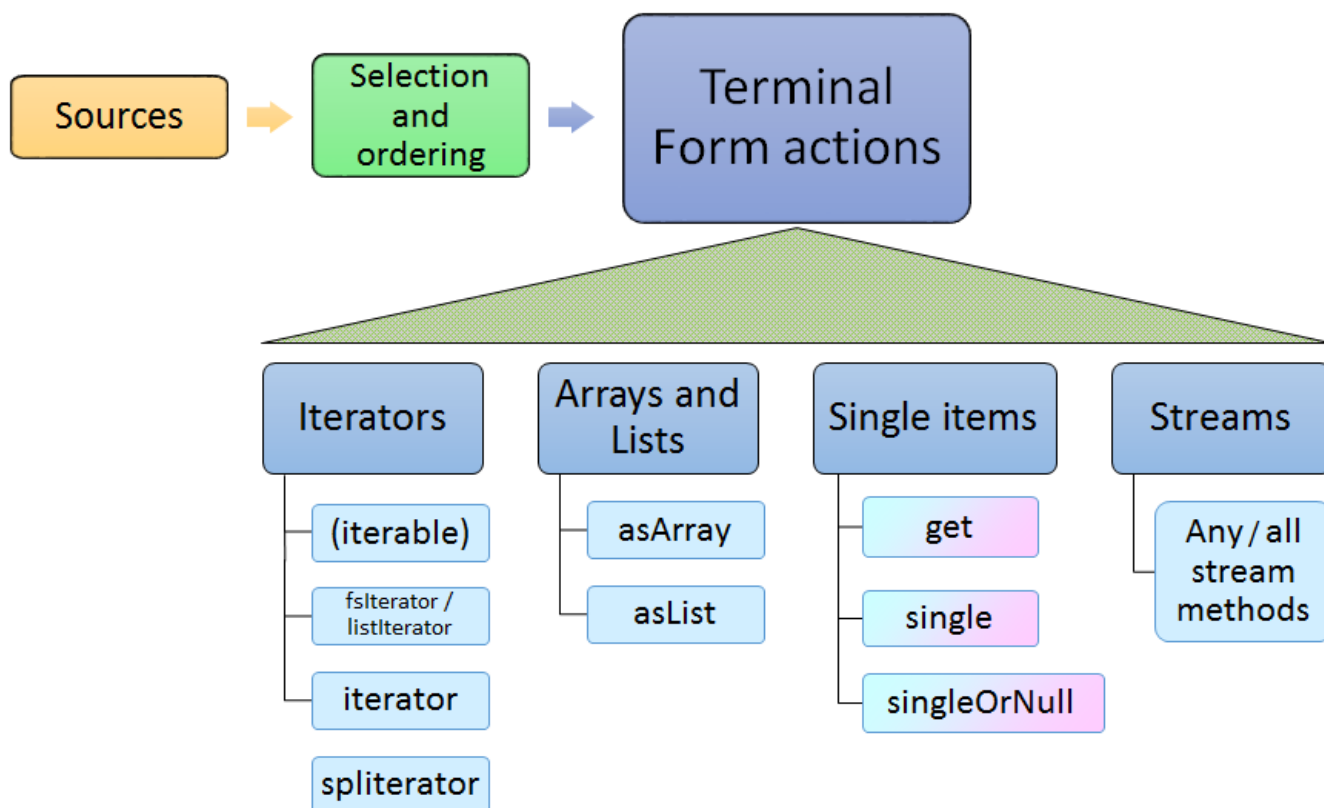 Sources
Selection
and
ordering
Terminal
Form actions
Iterators
(iterable)
fsIterator /
listIterator
iterator
spliterator
Arrays and
Lists
asArray
asList
Single items
get
single
singleOrNull
Streams
Any / all
stream
methods